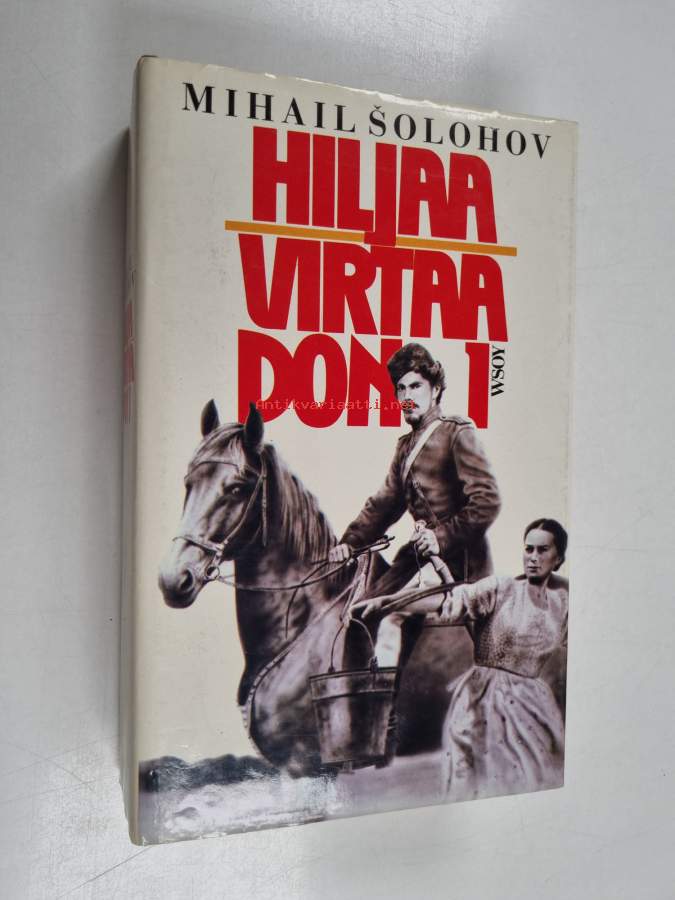 MIHAIL ŠOLOHOV
HILJAA
VIRTAA
DON 1
WSOY
Antikvariaatti.net